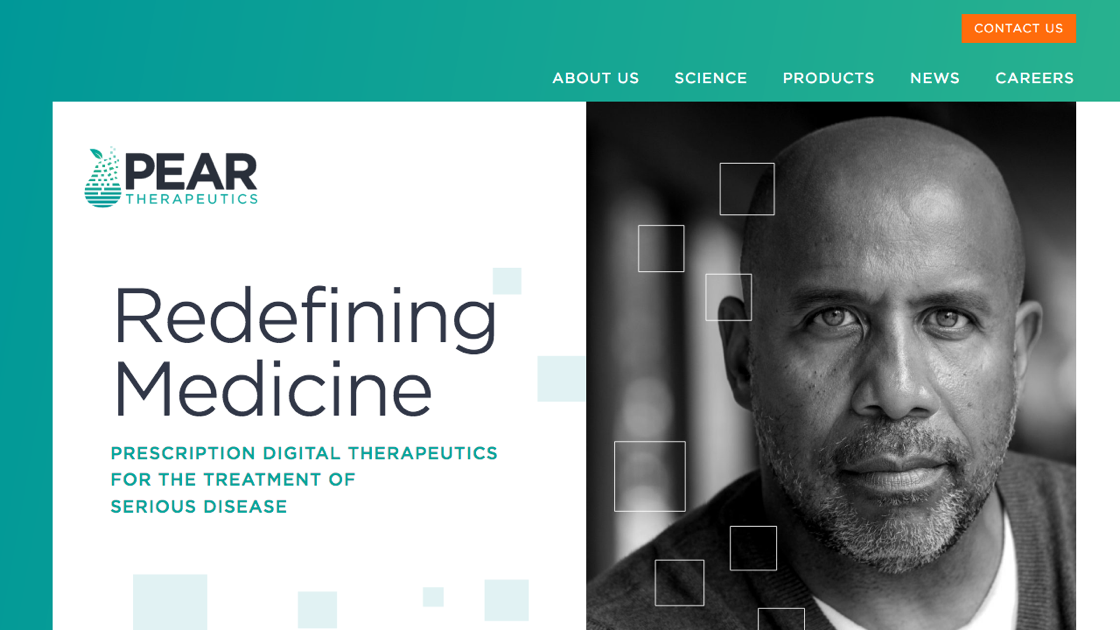 CONTACT US
ABOUT US SCIENCE PRODUCTS NEWS CAREERS
PEAR
THERAPEUTICS
Redefining
Medicine
PRESCRIPTION DIGITAL THERAPEUTICS
FOR THE TREATMENT OF
SERIOUS DISEASE